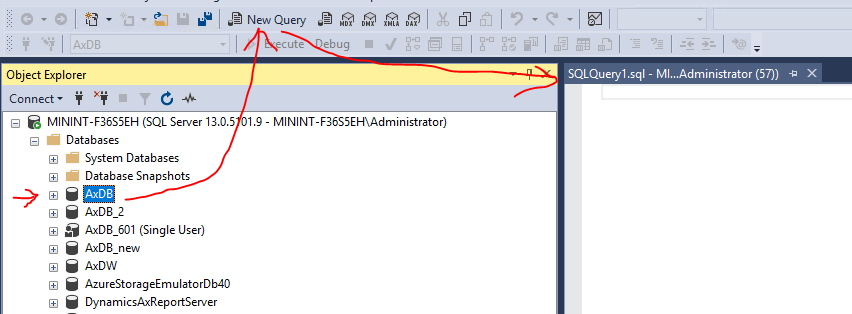 New Query
MDX
DMX
XMLA
DAX
AxDB
Execute Debug
Object Explorer
SQLQuery1.sql - MI...Administrator (57))
Connect
MININT-F36S5EH (SQL Server 13.0.5101.9 - MININT-F36S5EH\Administrator)
Databases
System Databases
Database Snapshots
AxDB
AxDB_2
AxDB_601 (Single User)
AxDB_new
AxDW
AzureStorageEmulatorDb40
DynamicsAxReportServer